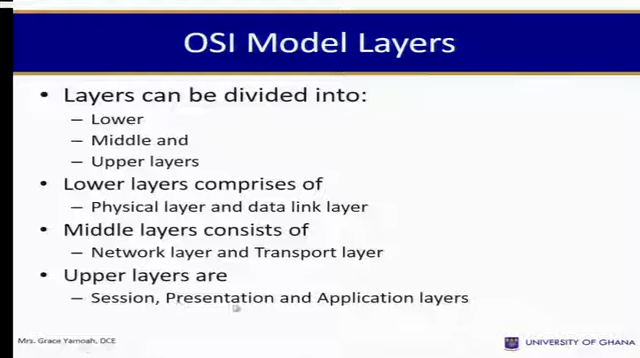 OSI Model Layers
• Layers can be divided into:
– Lower
– Middle and
– Upper layers
• Lower layers comprises of
– Physical layer and data link layer
• Middle layers consists of
– Network layer and Transport layer
• Upper layers are
– Session, Presentation and Application layers
Mrs. Grace Yamoah, DCE
UNIVERSITY OF GHANA